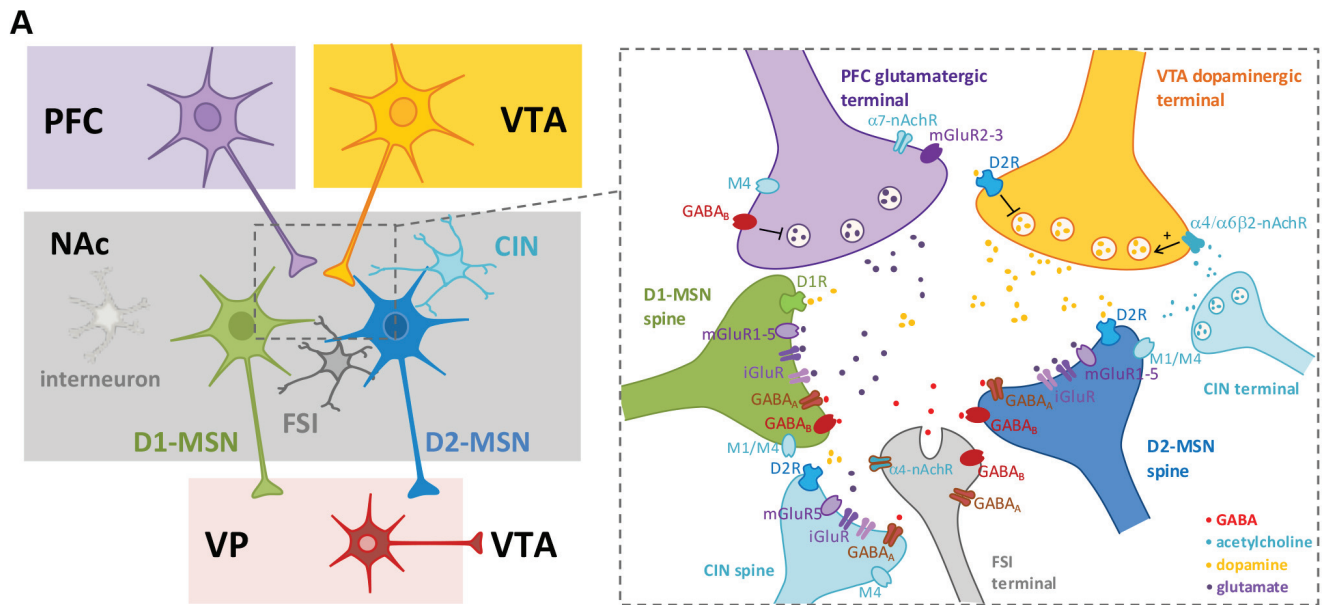 A
PFC
VTA
NAc
CIN
interneuron
FSI
D1-MSN
D2-MSN
VP
VTA
PFC glutamatergic
terminal
α7-nAchR
mGluR2-3
M4
GABAB
VTA dopaminergic
terminal
D2R
α4/α6β2-nAchR
+
D1-MSN
spine
D1R
mGluR1-5
iGluR
GABAA
GABAB
M1/M4
D2R
M1/M4
mGluR1-5
iGluR
GABAA
GABAB
CIN terminal
D2-MSN
spine
D2R
mGluR5
iGluR
GABAA
M4
CIN spine
α4-nAchR
GABAB
GABAA
FSI
terminal
GABA
acetylcholine
dopamine
glutamate